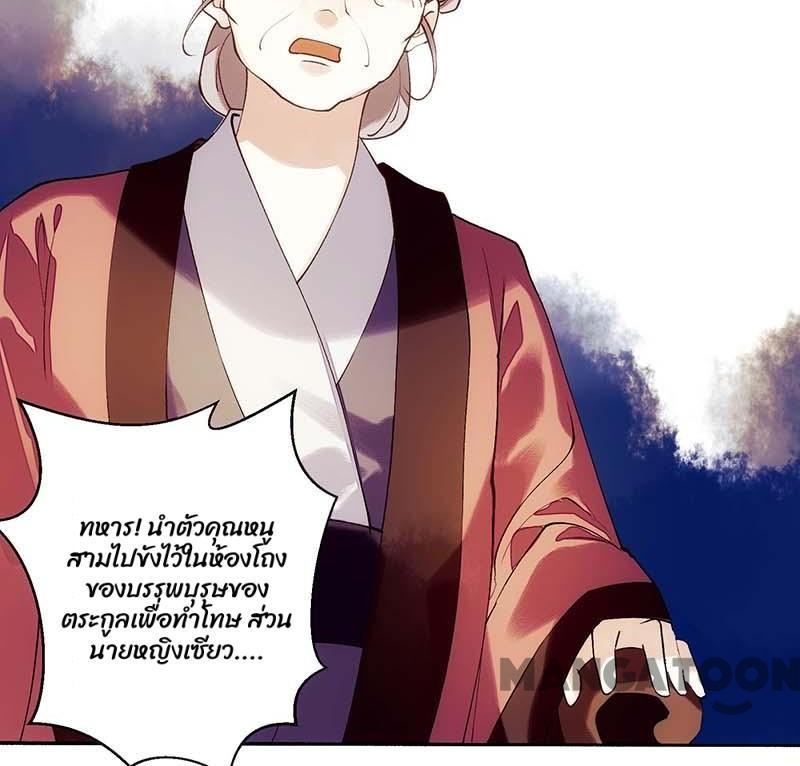 ทหาร! นำตัวคุณหนู
สามไปขังไว้ในห้องโถง
ของบรรพบุรุษของ
ตระกูลเพื่อทำโทษ ส่วน
นายหญิงเซียว....
MANGATOON